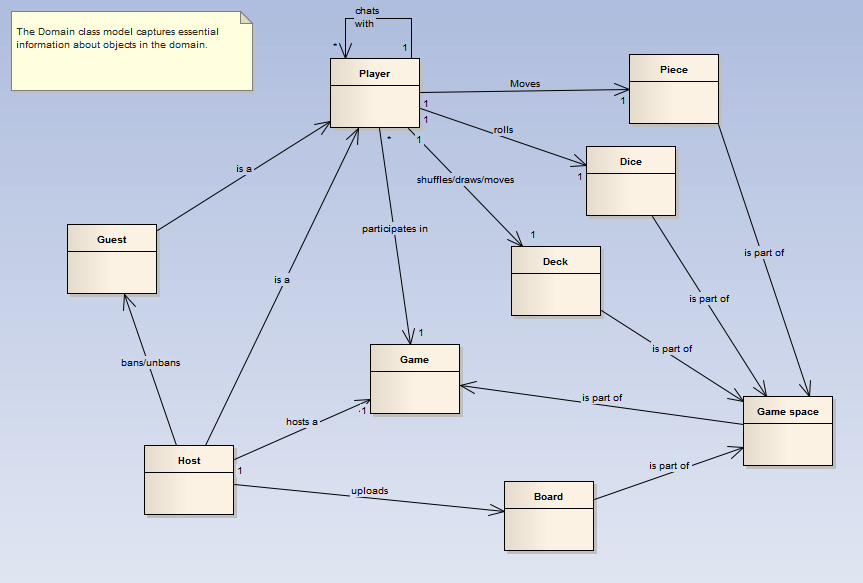 chats
with
The Domain class model captures essential
information about objects in the domain.
*
1
Player
Piece
Moves
1
1
1
rolls
Dice
1
*
1
is a
shuffles/draws/moves
participates in
1
Guest
Deck
is part of
is a
is part of
1
bans/unbans
is part of
Game
is part of
1
Game space
hosts a
Host
1
is part of
uploads
Board